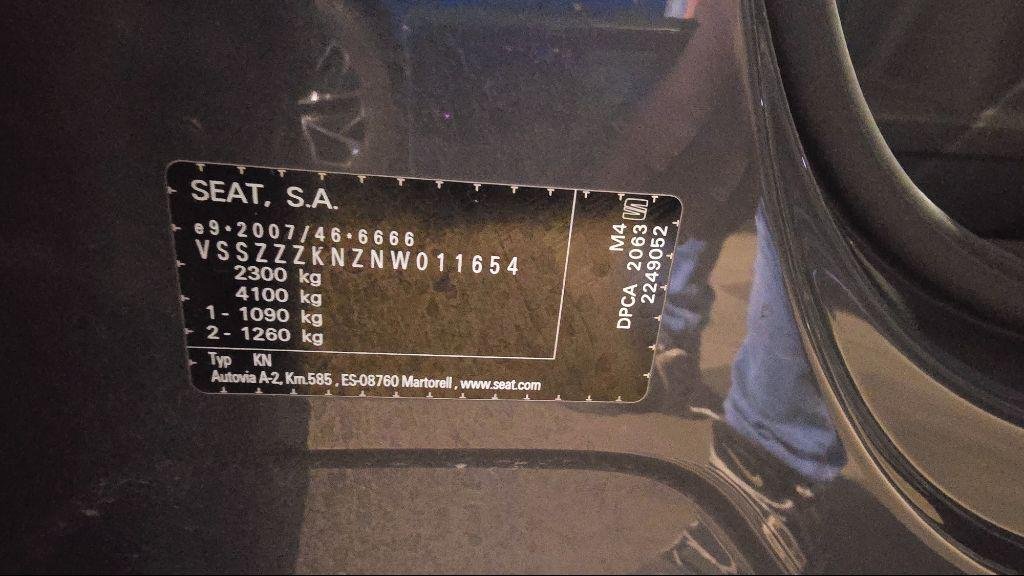 SEAT, S.A.
e9*2007/46*6666
VSSZZZKNZNW011654
2300 kg
4100 kg
1 - 1090 kg
2 - 1260 kg
Typ KN
Autovia A-2, Km.585 , ES-08760 Martorell , www.seat.com
M4
DPCA 2063
2249052